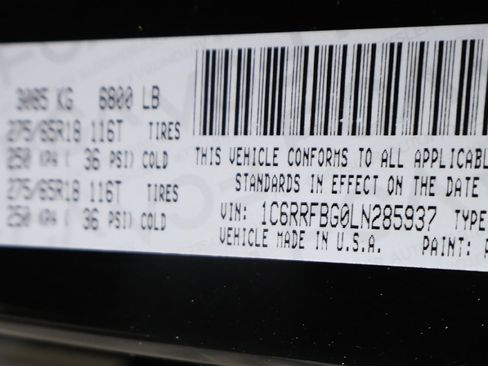 3085 KG 6800 LB
275/65R18 116T TIRES
250 KPA ( 36 PSI) COLD
275/65R18 116T TIRES
250 KPA ( 36 PSI) COLD
THIS VEHICLE CONFORMS TO ALL APPLICABL
STANDARDS IN EFFECT ON THE DATE
VIN: 1C6RRFBG0LN285937 TYPE
VEHICLE MADE IN U.S.A. PAINT: